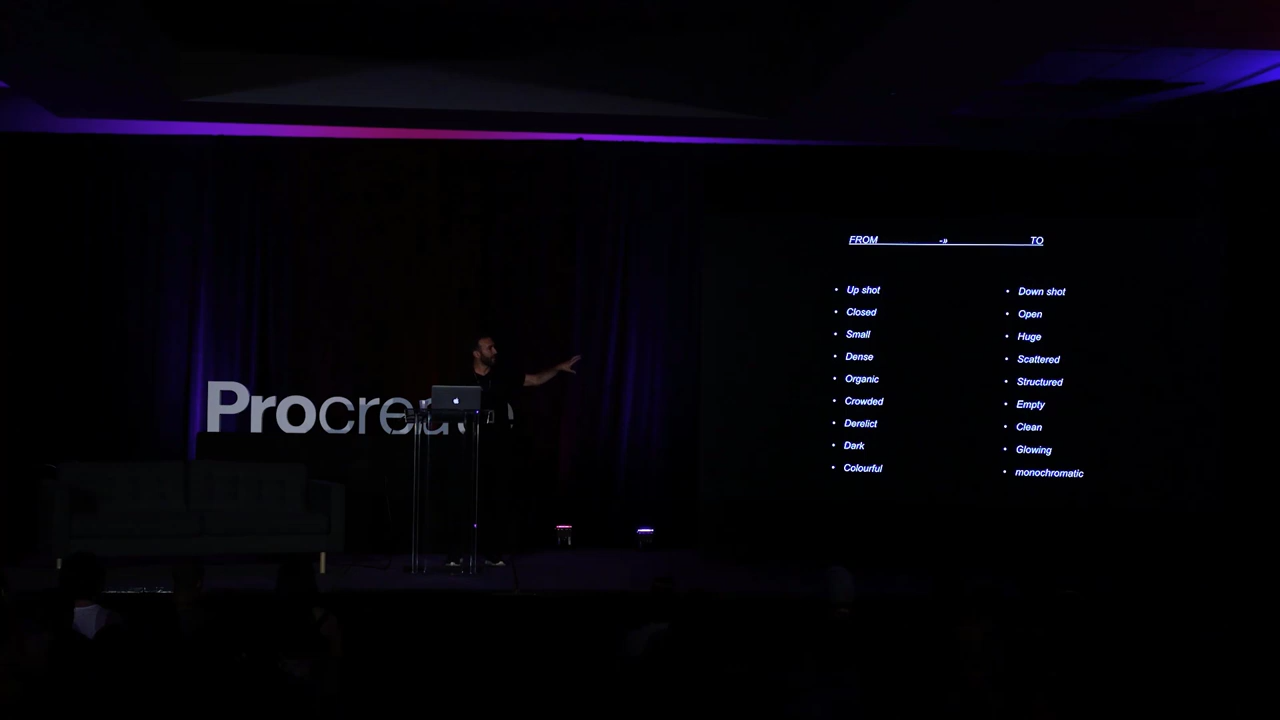 FROM -» TO
• Up shot • Down shot
• Closed • Open
• Small • Huge
• Dense • Scattered
• Organic • Structured
• Crowded • Empty
• Derelict • Clean
• Dark • Glowing
• Colourful • monochromatic
Procreat